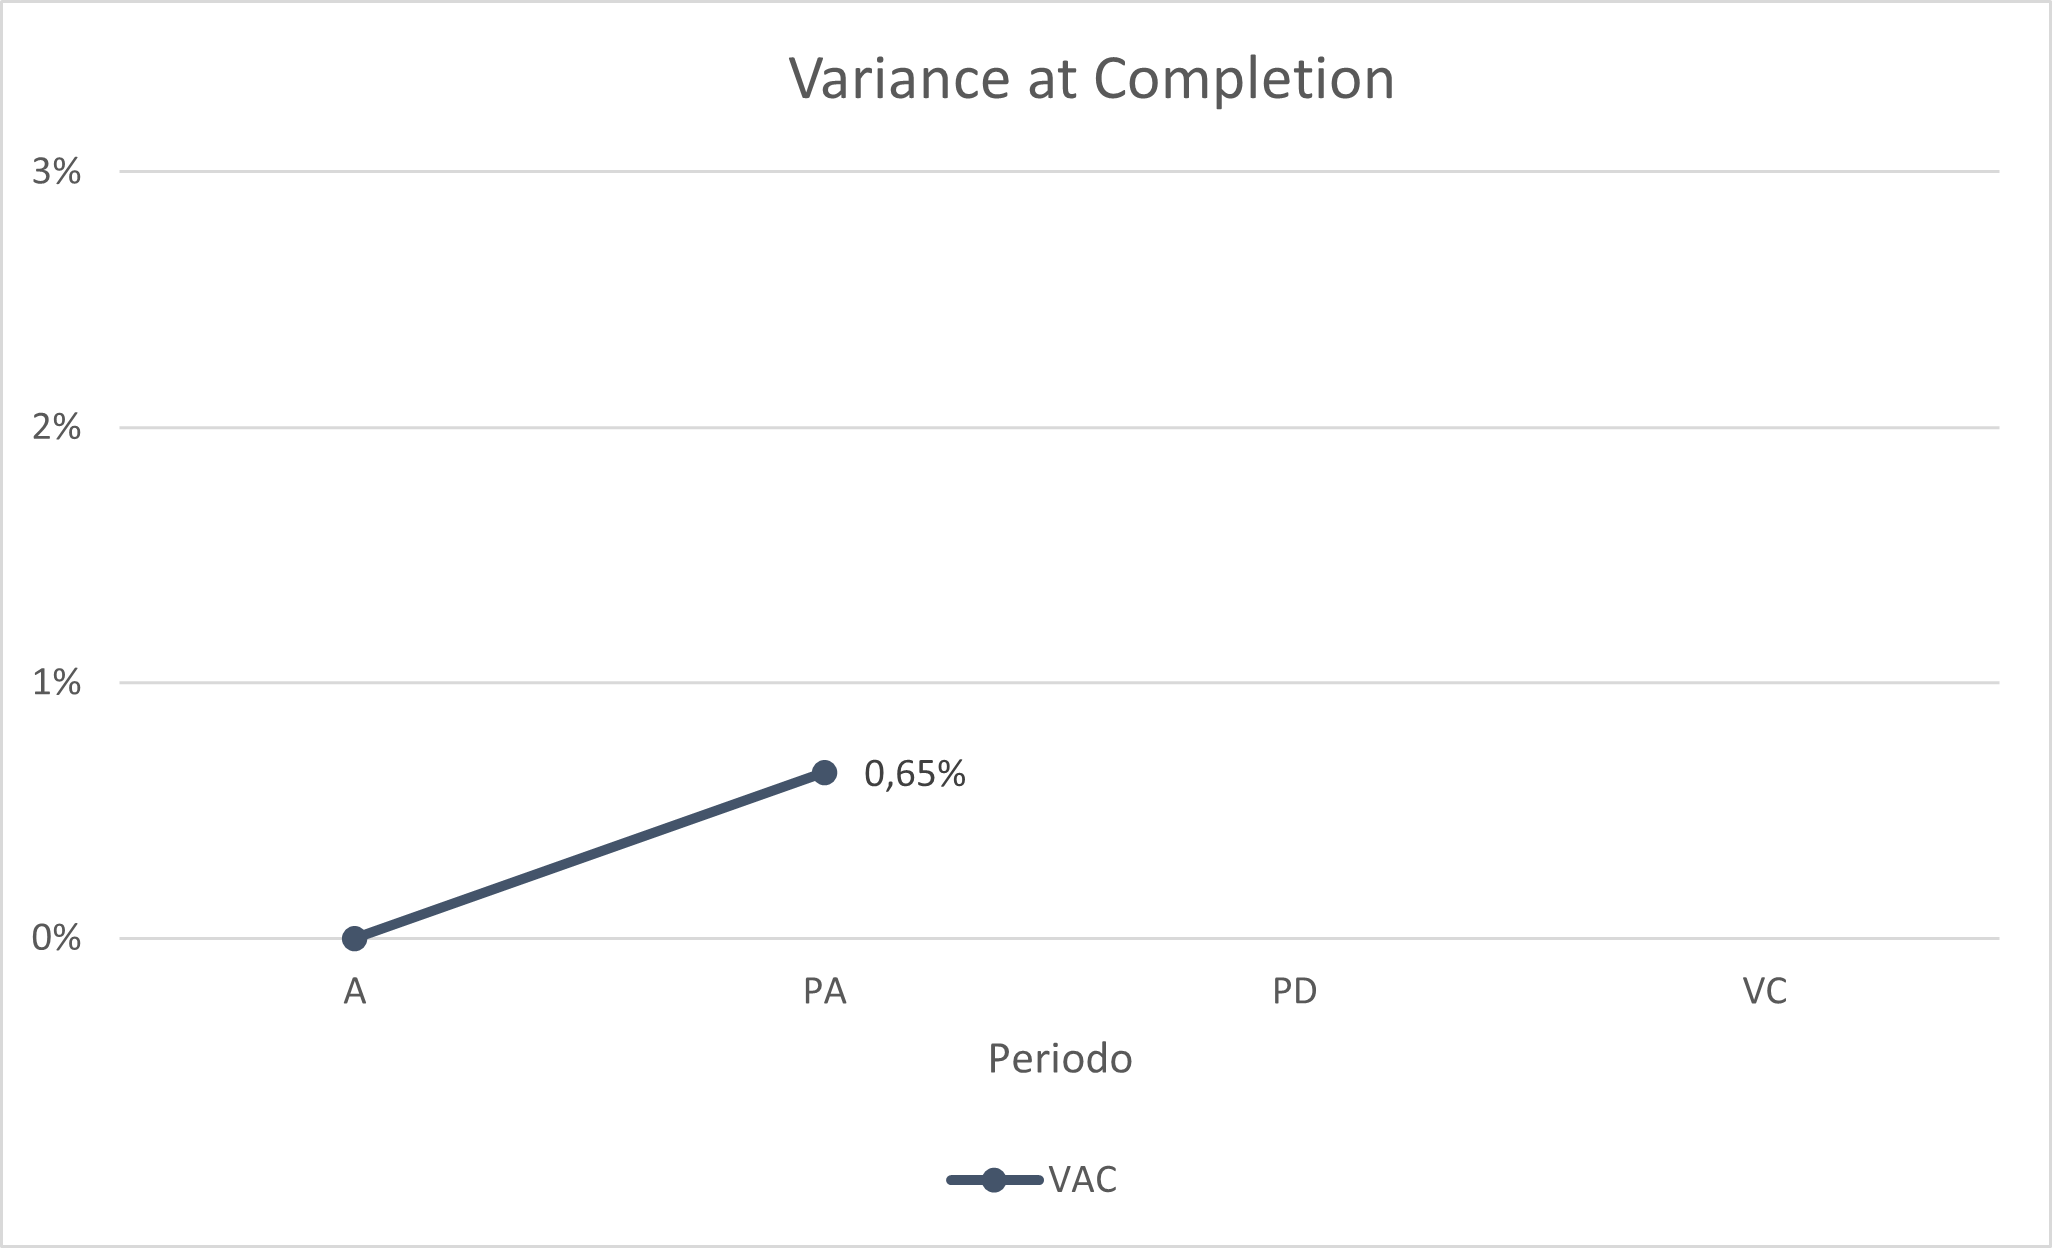 Variance at Completion
3%
2%
1%
0,65%
0%
A PA PD VC
Periodo
VAC